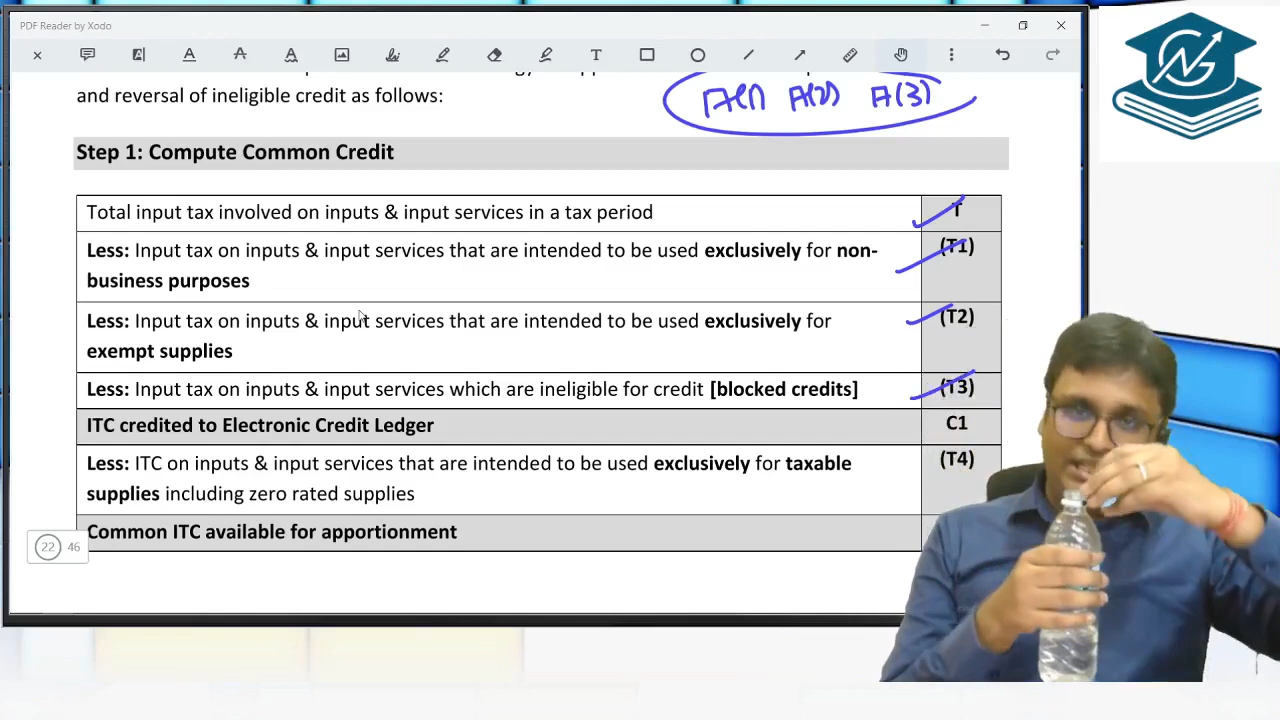 PDF Reader by Xodo
and reversal of ineligible credit as follows:
A(1) A(2) A(3)
Step 1: Compute Common Credit
Total input tax involved on inputs & input services in a tax period T
Less: Input tax on inputs & input services that are intended to be used exclusively for non- (T1)
business purposes
Less: Input tax on inputs & input services that are intended to be used exclusively for (T2)
exempt supplies
Less: Input tax on inputs & input services which are ineligible for credit [blocked credits] (T3)
ITC credited to Electronic Credit Ledger C1
Less: ITC on inputs & input services that are intended to be used exclusively for taxable (T4)
supplies including zero rated supplies
Common ITC available for apportionment
22 46